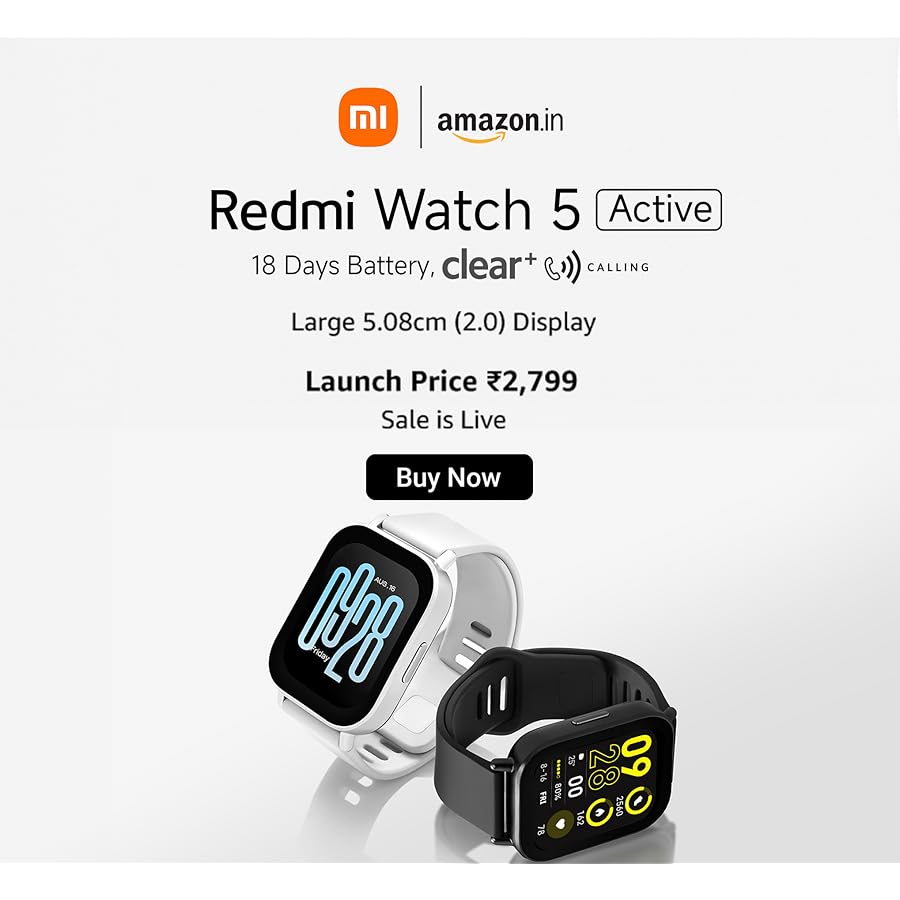 mi amazon.in
Redmi Watch 5 Active
18 Days Battery, clear+ CALLING
Large 5.08cm (2.0) Display
Launch Price ₹2,799
Sale is Live
Buy Now
AUG. 16
0928
Friday
09
28
00
25°
80%
8-16 FRI
2560
162
78